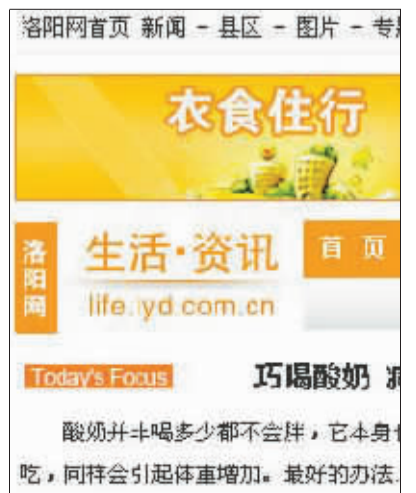 洛阳网首页 新闻 - 县区 - 图片 - 专题
衣食住行
洛阳网
生活·资讯
首 页
life.lyd.com.cn
Today's Focus
巧喝酸奶
酸奶并非喝多少都不会胖，它本身也
吃，同样会引起体重增加。最好的办法